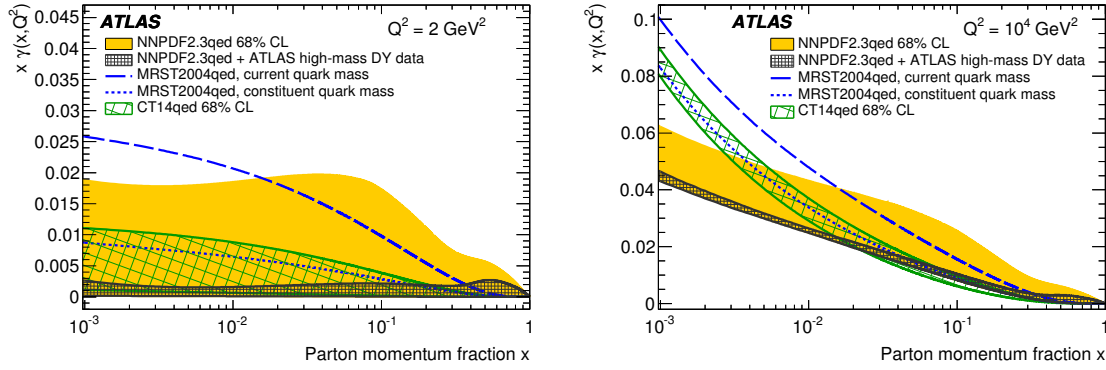 ATLAS
Q² = 2 GeV²
NNPDF2.3qed 68% CL
NNPDF2.3qed + ATLAS high-mass DY data
MRST2004qed, current quark mass
MRST2004qed, constituent quark mass
CT14qed 68% CL
x γ(x,Q²)
0.045
0.04
0.035
0.03
0.025
0.02
0.015
0.01
0.005
0
10⁻³ 10⁻² 10⁻¹ 1
Parton momentum fraction x
ATLAS
Q² = 10⁴ GeV²
NNPDF2.3qed 68% CL
NNPDF2.3qed + ATLAS high-mass DY data
MRST2004qed, current quark mass
MRST2004qed, constituent quark mass
CT14qed 68% CL
x γ(x,Q²)
0.1
0.08
0.06
0.04
0.02
0
10⁻³ 10⁻² 10⁻¹ 1
Parton momentum fraction x